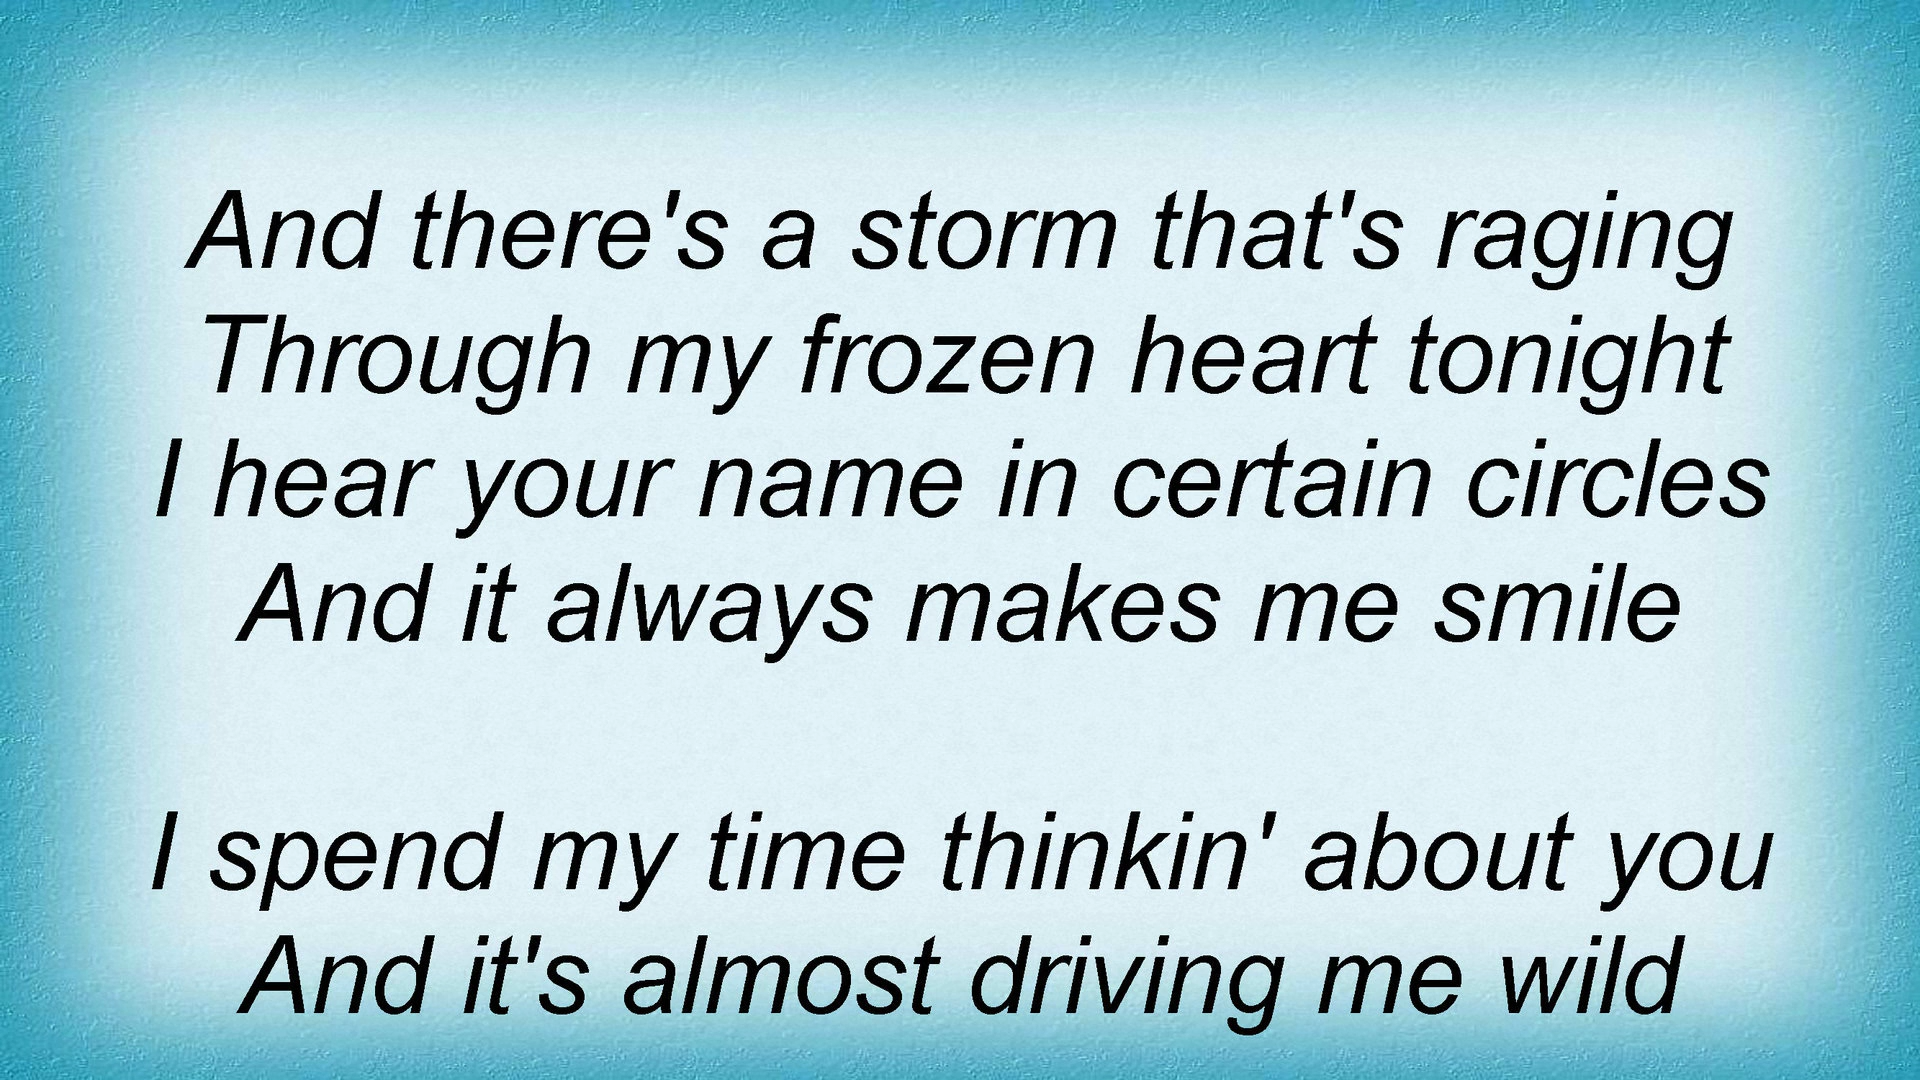 And there's a storm that's raging
Through my frozen heart tonight
I hear your name in certain circles
And it always makes me smile
I spend my time thinkin' about you
And it's almost driving me wild